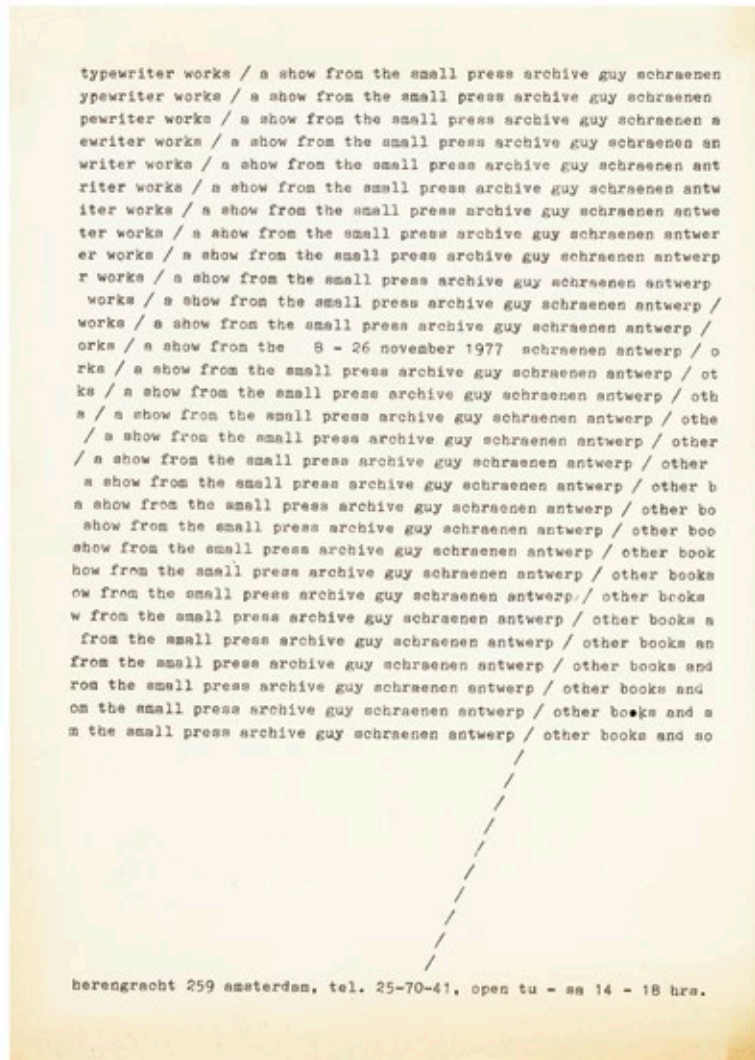 typewriter works / a show from the small press archive guy schraenen
ypewriter works / a show from the small press archive guy schraenen
pewriter works / a show from the small press archive guy schraenen a
ewriter works / a show from the small press archive guy schraenen an
writer works / a show from the small press archive guy schraenen ant
riter works / a show from the small press archive guy schraenen antw
iter works / a show from the small press archive guy schraenen antwe
ter works / a show from the small press archive guy schraenen antwer
er works / a show from the small press archive guy schraenen antwerp
r works / a show from the small press archive guy schraenen antwerp
works / a show from the small press archive guy schraenen antwerp /
works / a show from the small press archive guy schraenen antwerp /
orks / a show from the 8 - 26 november 1977 schraenen antwerp / o
rks / a show from the small press archive guy schraenen antwerp / ot
ks / a show from the small press archive guy schraenen antwerp / oth
s / a show from the small press archive guy schraenen antwerp / othe
/ a show from the small press archive guy schraenen antwerp / other
/ a show from the small press archive guy schraenen antwerp / other
a show from the small press archive guy schraenen antwerp / other b
a show from the small press archive guy schraenen antwerp / other bo
show from the small press archive guy schraenen antwerp / other boo
show from the small press archive guy schraenen antwerp / other book
how from the small press archive guy schraenen antwerp / other books
ow from the small press archive guy schraenen antwerp / other books
w from the small press archive guy schraenen antwerp / other books a
from the small press archive guy schraenen antwerp / other books an
from the small press archive guy schraenen antwerp / other books and
rom the small press archive guy schraenen antwerp / other books and
om the small press archive guy schraenen antwerp / other books and s
m the small press archive guy schraenen antwerp / other books and so
/
/
/
/
/
/
/
/
/
/
herengracht 259 amsterdam, tel. 25-70-41, open tu - sa 14 - 18 hrs.